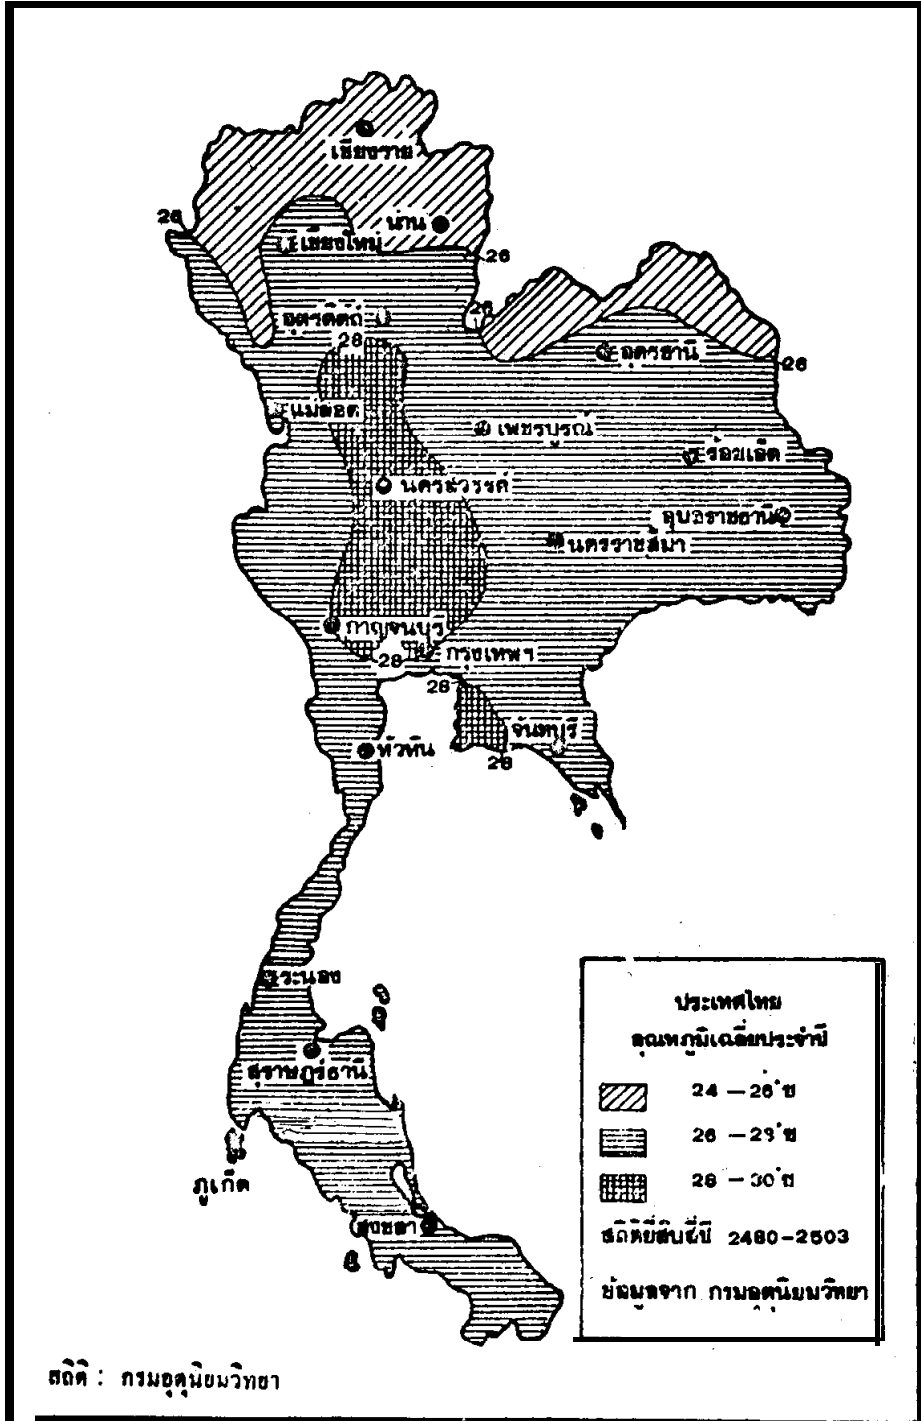 เชียงราย
น่าน
26
เชียงใหม่
26
26
อุตรดิตถ์
28
อุดรธานี
26
แม่สอด
เพชรบูรณ์
ร้อยเอ็ด
นครสวรรค์
อุบลราชธานี
นครราชสีมา
กาญจนบุรี
28
กรุงเทพฯ
28
จันทบุรี
หัวหิน
28
ระนอง
สุราษฎร์ธานี
ภูเก็ต
สงขลา
ประเทศไทย
อุณหภูมิเฉลี่ยประจำปี
24 – 26 °ซ
26 – 28 °ซ
28 – 30 °ซ
สถิติยี่สิบสี่ปี 2480-2503
ข้อมูลจาก กรมอุตุนิยมวิทยา
สถิติ : กรมอุตุนิยมวิทยา